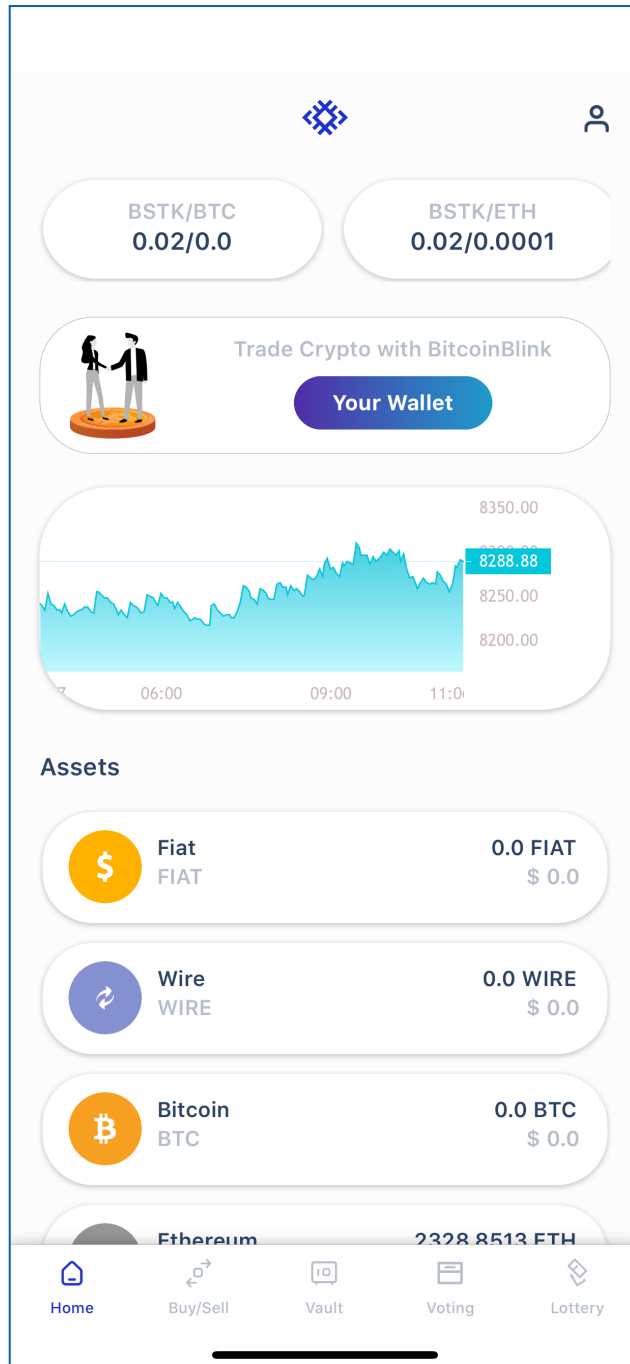 BSTK/BTC
0.02/0.0
BSTK/ETH
0.02/0.0001
Trade Crypto with BitcoinBlink
Your Wallet
8350.00
8288.88
8250.00
8200.00
7 06:00 09:00 11:0
Assets
Fiat 0.0 FIAT
FIAT $ 0.0
Wire 0.0 WIRE
WIRE $ 0.0
Bitcoin 0.0 BTC
BTC $ 0.0
Ethereum 2328.8513 ETH
Home Buy/Sell Vault Voting Lottery